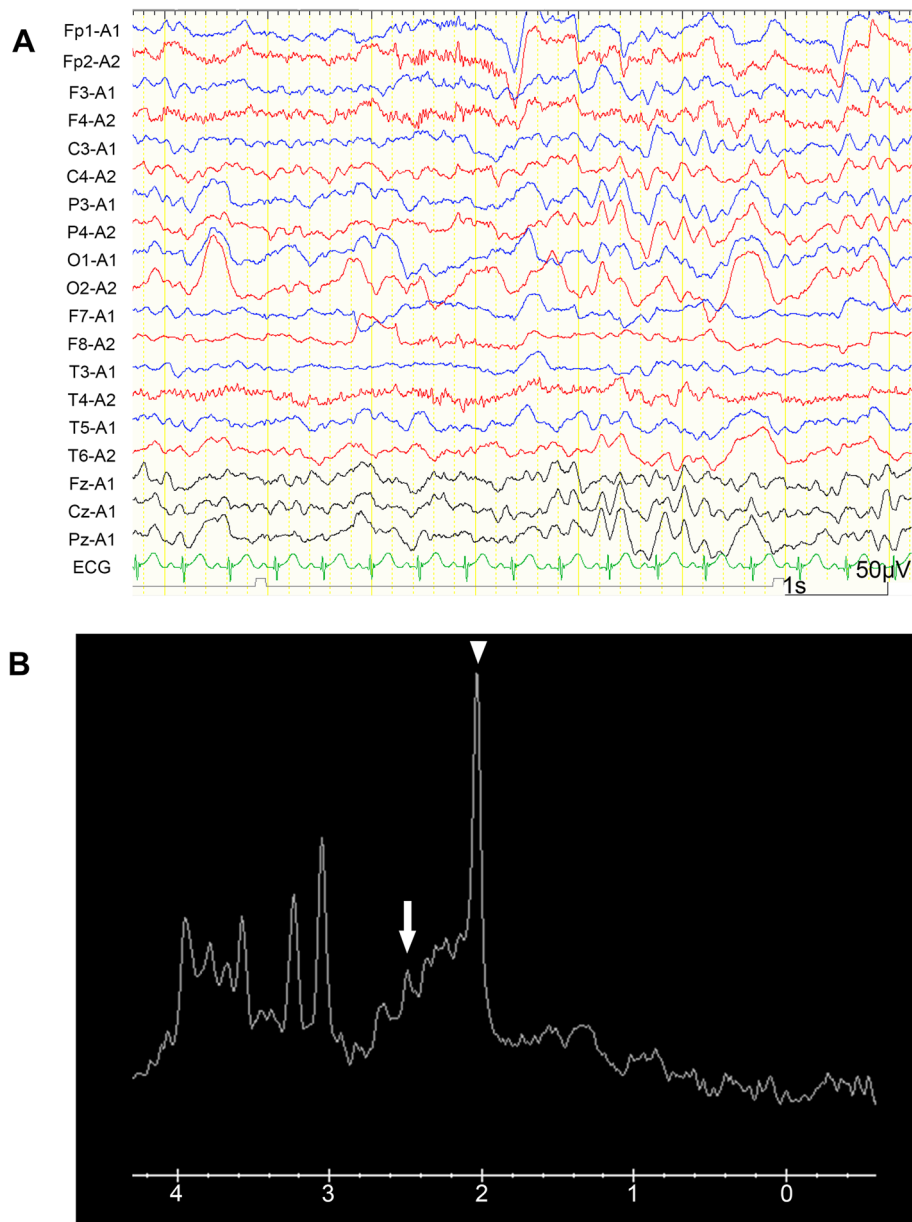 A
Fp1-A1
Fp2-A2
F3-A1
F4-A2
C3-A1
C4-A2
P3-A1
P4-A2
O1-A1
O2-A2
F7-A1
F8-A2
T3-A1
T4-A2
T5-A1
T6-A2
Fz-A1
Cz-A1
Pz-A1
ECG
50μV
1s
B
4 3 2 1 0